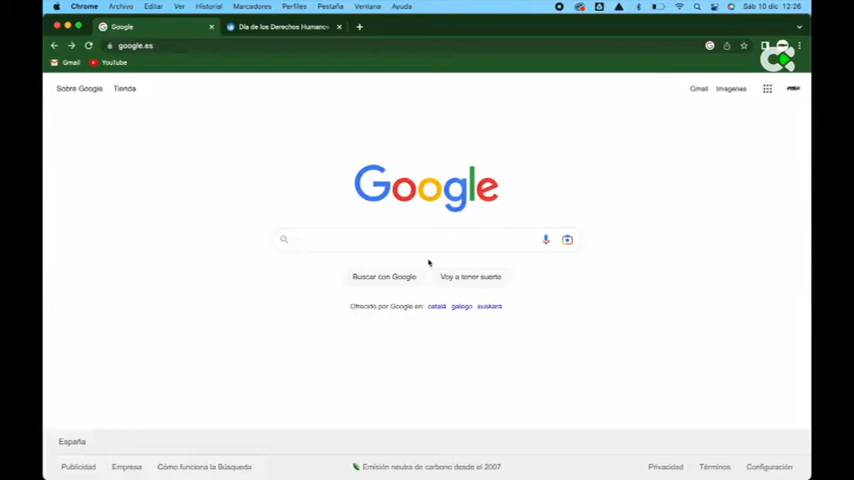 Chrome Archivo Editar Ver Historial Marcadores Perfiles Pestaña Ventana Ayuda Sáb 10 dic 12:26
Google Día de los Derechos Humanos
google.es
Gmail YouTube
Sobre Google Tienda Gmail Imágenes
Google
Buscar con Google Voy a tener suerte
Ofrecido por Google en: català galego euskara
España
Publicidad Empresa Cómo funciona la Búsqueda Emisión neutra de carbono desde el 2007 Privacidad Términos Configuración